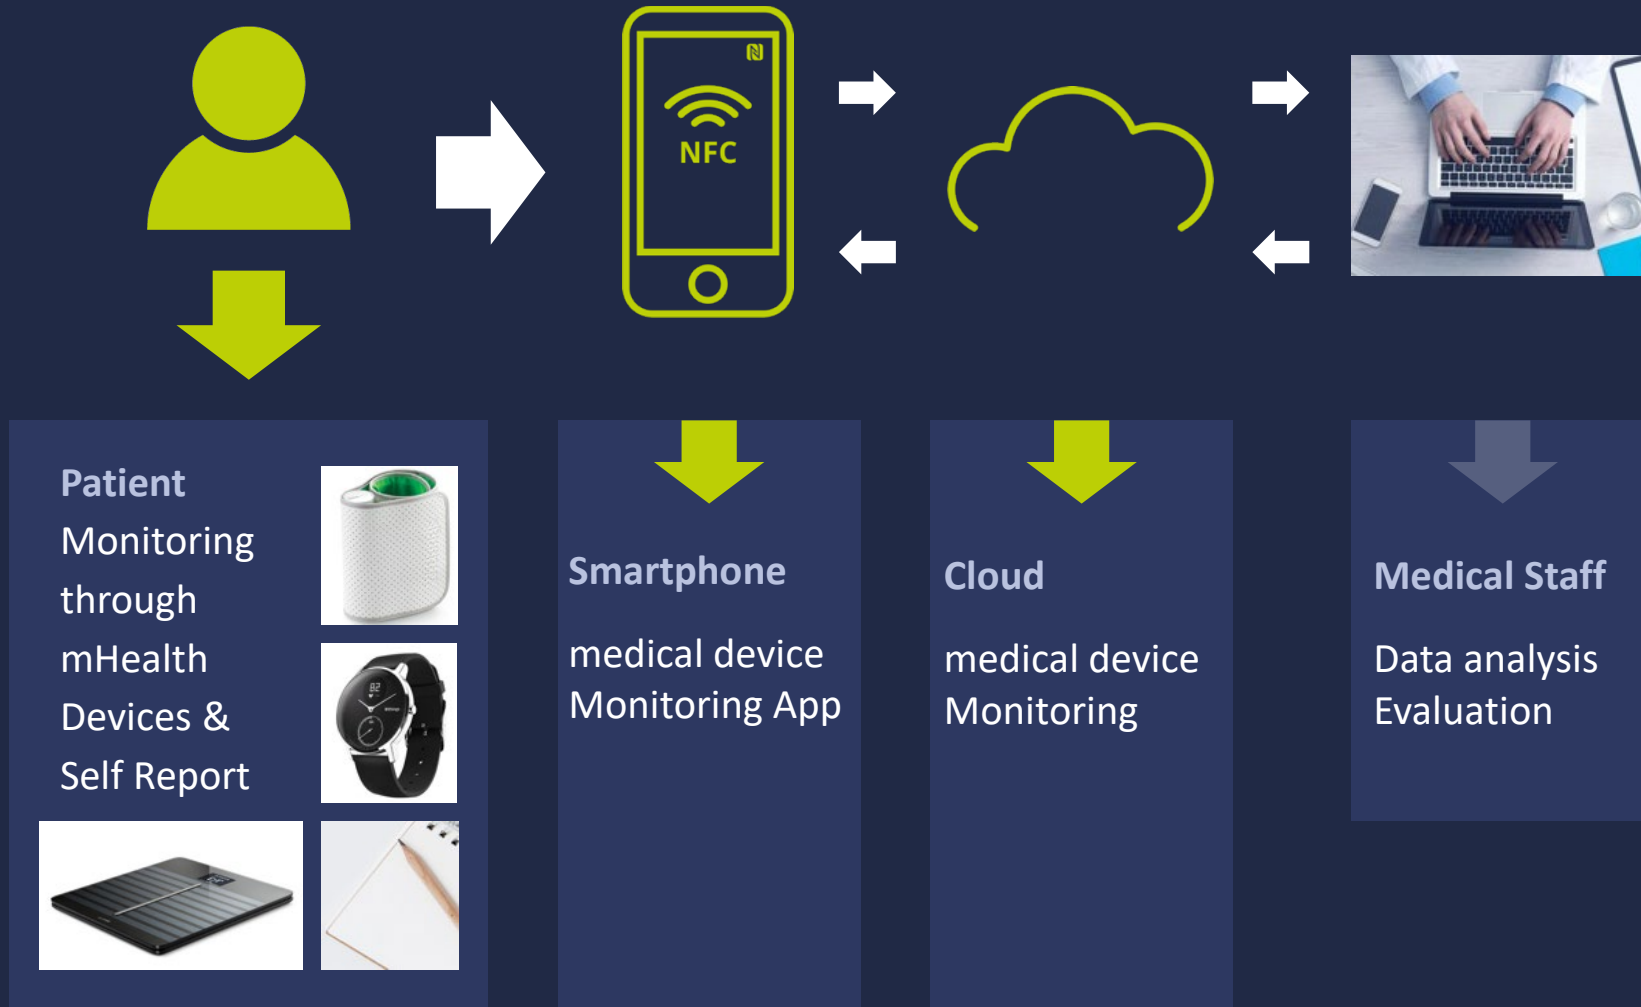 NFC
Patient
Monitoring
through
mHealth
Devices &
Self Report
Smartphone
medical device
Monitoring App
Cloud
medical device
Monitoring
Medical Staff
Data analysis
Evaluation